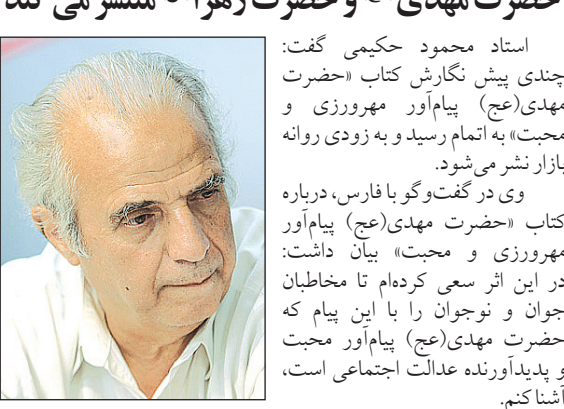 حضرت مهدی و حضرت زهرا منتشر می کند
استاد محمود حکیمی گفت:
چندی پیش نگارش کتاب «حضرت
مهدی(عج) پیام‌آور مهرورزی و
محبت» به اتمام رسید و به زودی روانه
بازار نشر می‌شود.
وی در گفت‌وگو با فارس، درباره
کتاب «حضرت مهدی(عج) پیام‌آور
مهرورزی و محبت» بیان داشت:
در این اثر سعی کرده‌ام تا مخاطبان
جوان و نوجوان را با این پیام که
حضرت مهدی(عج) پیام‌آور محبت
و پدیدآورنده عدالت اجتماعی است،
آشنا کنم.